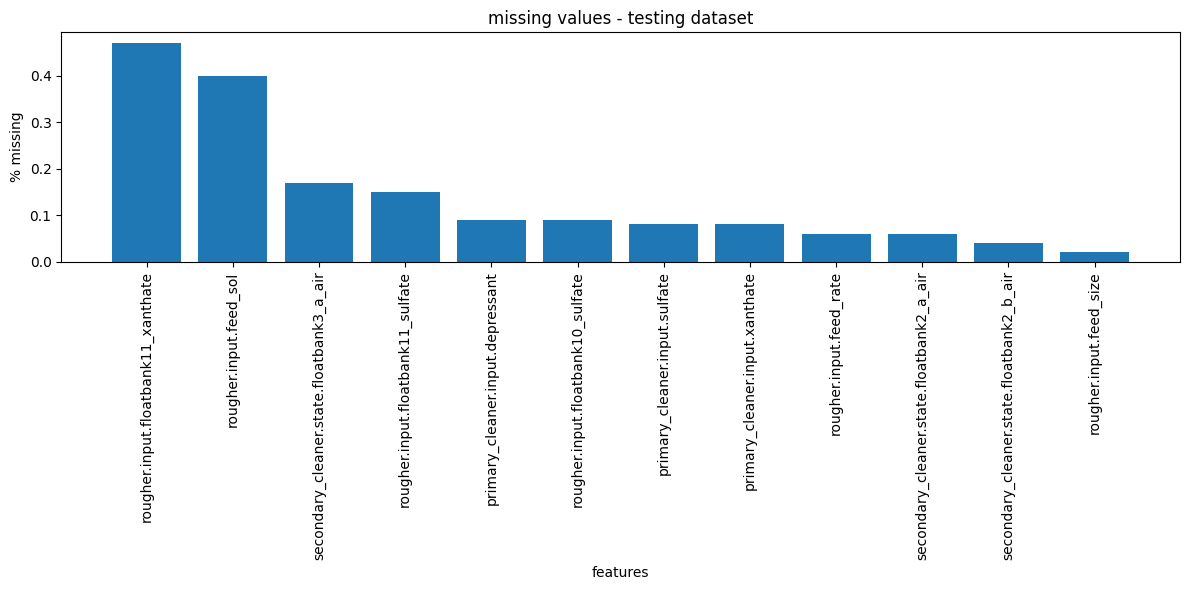 missing values - testing dataset
% missing
0.4
0.3
0.2
0.1
0.0
rougher.input.floatbank11_xanthate
rougher.input.feed_sol
secondary_cleaner.state.floatbank3_a_air
rougher.input.floatbank11_sulfate
primary_cleaner.input.depressant
rougher.input.floatbank10_sulfate
primary_cleaner.input.sulfate
primary_cleaner.input.xanthate
rougher.input.feed_rate
secondary_cleaner.state.floatbank2_a_air
secondary_cleaner.state.floatbank2_b_air
rougher.input.feed_size
features